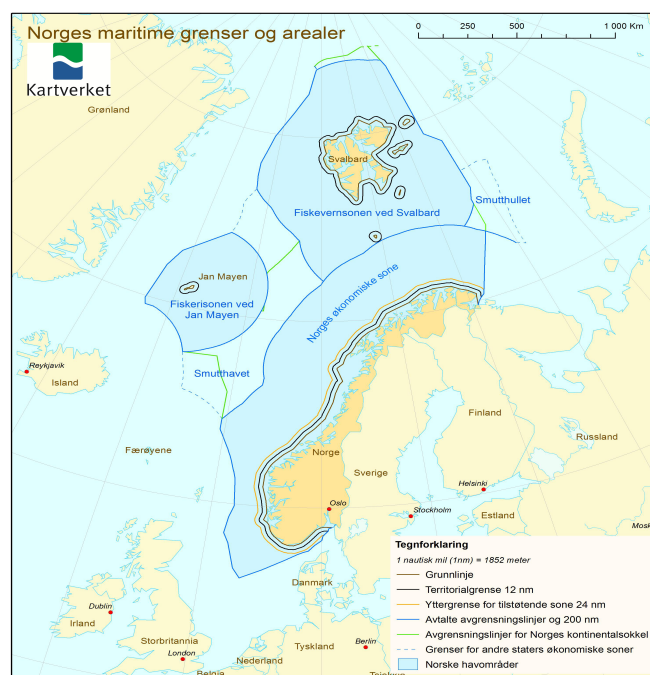 Norges maritime grenser og arealer
0 250 500 1 000 Km
Kartverket
Grønland
Svalbard
Smutthullet
Fiskevernsonen ved Svalbard
Jan Mayen
Fiskerisonen ved
Jan Mayen
Norges økonomiske sone
Smutthavet
Reykjavik
Island
Finland
Russland
Færøyene
Norge
Sverige
Helsinki
Oslo
Stockholm
Estland
Mosk
Tegnforklaring
1 nautisk mil (1nm) = 1852 meter
Grunnlinje
Territorialgrense 12 nm
Yttergrense for tilstøtende sone 24 nm
Avtalte avgrensningslinjer og 200 nm
Avgrensningslinjer for Norges kontinentalsokkel
Grenser for andre staters økonomiske soner
Norske havområder
Danmark
Dublin
Irland
Storbritannia
London
Berlin
Tyskland
Nederland
Belgia